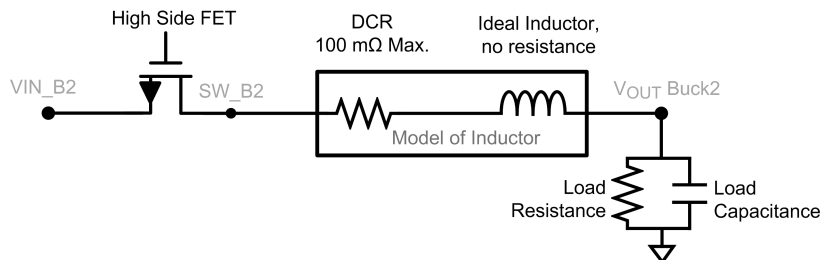 High Side FET
DCR
100 mΩ Max.
Ideal Inductor,
no resistance
VIN_B2
SW_B2
VOUT Buck2
Model of Inductor
Load
Resistance
Load
Capacitance